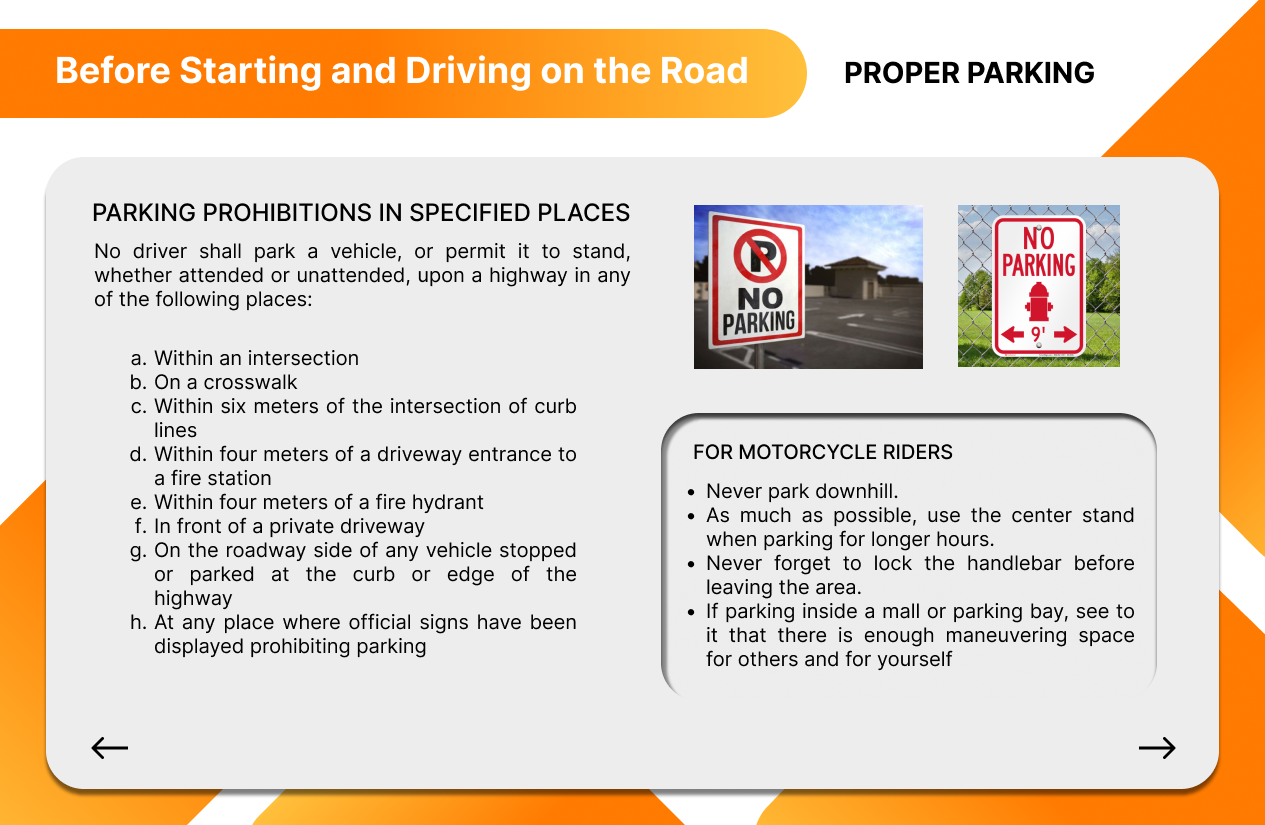 Before Starting and Driving on the Road
PROPER PARKING
PARKING PROHIBITIONS IN SPECIFIED PLACES
No driver shall park a vehicle, or permit it to stand,
whether attended or unattended, upon a highway in any
of the following places:
a. Within an intersection
b. On a crosswalk
c. Within six meters of the intersection of curb
lines
d. Within four meters of a driveway entrance to
a fire station
e. Within four meters of a fire hydrant
f. In front of a private driveway
g. On the roadway side of any vehicle stopped
or parked at the curb or edge of the
highway
h. At any place where official signs have been
displayed prohibiting parking
P
NO
PARKING
NO
PARKING
9'
FOR MOTORCYCLE RIDERS
• Never park downhill.
• As much as possible, use the center stand
when parking for longer hours.
• Never forget to lock the handlebar before
leaving the area.
• If parking inside a mall or parking bay, see to
it that there is enough maneuvering space
for others and for yourself